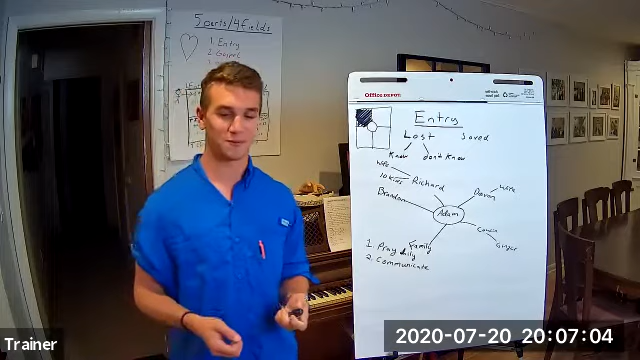 5 parts/4 fields
1. Entry
2. Gospel
Office DEPOT
Entry
Lost Saved
Know don't know
wife
10 kids Richard
Brandon
Devon wife
Adam
Family
Ginger
1. Pray daily
2. Communicate
Trainer
2020-07-20 20:07:04